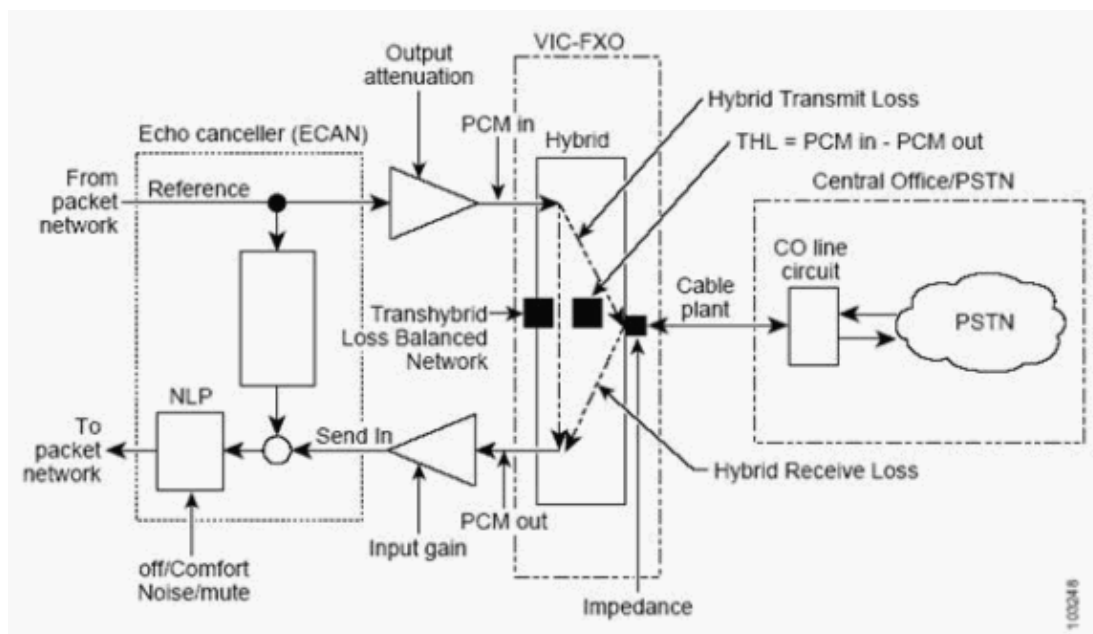 Output
attenuation
VIC-FXO
Hybrid Transmit Loss
PCM in
Echo canceller (ECAN)
Hybrid
THL = PCM in - PCM out
From
packet
network
Reference
Central Office/PSTN
CO line
circuit
Cable
plant
PSTN
Transhybrid
Loss Balanced
Network
NLP
To
packet
network
Send In
Hybrid Receive Loss
PCM out
Input gain
off/Comfort
Noise/mute
Impedance
103248